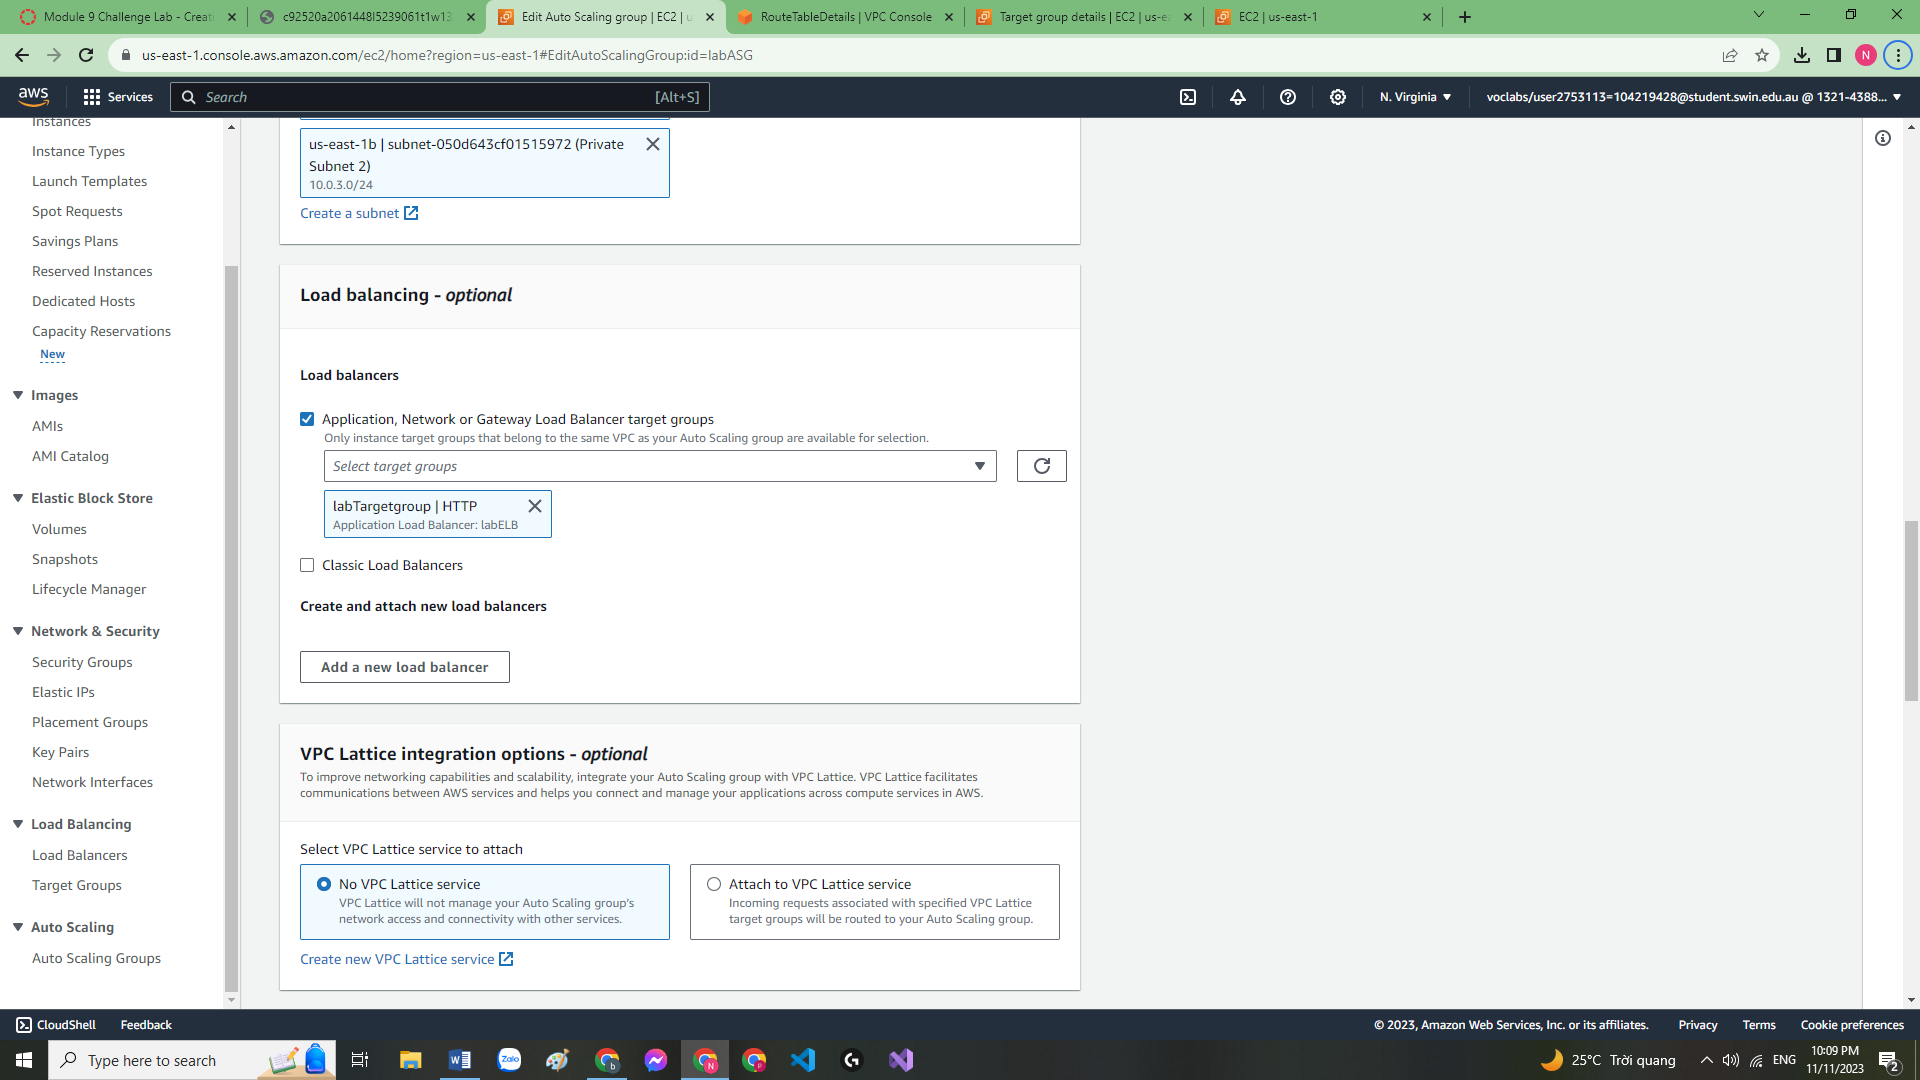 Module 9 Challenge Lab - Creati
c92520a2061448l5239061t1w13
Edit Auto Scaling group | EC2 | u
RouteTableDetails | VPC Console
Target group details | EC2 | us-ea
EC2 | us-east-1
us-east-1.console.aws.amazon.com/ec2/home?region=us-east-1#EditAutoScalingGroup:id=labASG
N
aws
Services
Search
[Alt+S]
N. Virginia
voclabs/user2753113=104219428@student.swin.edu.au @ 1321-4388...
Instances
Instance Types
Launch Templates
Spot Requests
Savings Plans
Reserved Instances
Dedicated Hosts
Capacity Reservations
New
Images
AMIs
AMI Catalog
Elastic Block Store
Volumes
Snapshots
Lifecycle Manager
Network & Security
Security Groups
Elastic IPs
Placement Groups
Key Pairs
Network Interfaces
Load Balancing
Load Balancers
Target Groups
Auto Scaling
Auto Scaling Groups
us-east-1b | subnet-050d643cf01515972 (Private
Subnet 2)
10.0.3.0/24
Create a subnet
Load balancing - optional
Load balancers
Application, Network or Gateway Load Balancer target groups
Only instance target groups that belong to the same VPC as your Auto Scaling group are available for selection.
Select target groups
labTargetgroup | HTTP
Application Load Balancer: labELB
Classic Load Balancers
Create and attach new load balancers
Add a new load balancer
VPC Lattice integration options - optional
To improve networking capabilities and scalability, integrate your Auto Scaling group with VPC Lattice. VPC Lattice facilitates
communications between AWS services and helps you connect and manage your applications across compute services in AWS.
Select VPC Lattice service to attach
No VPC Lattice service
VPC Lattice will not manage your Auto Scaling group's
network access and connectivity with other services.
Attach to VPC Lattice service
Incoming requests associated with specified VPC Lattice
target groups will be routed to your Auto Scaling group.
Create new VPC Lattice service
CloudShell
Feedback
© 2023, Amazon Web Services, Inc. or its affiliates.
Privacy
Terms
Cookie preferences
Type here to search
Zalo
25°C Trời quang
ENG
10:09 PM
11/11/2023
2